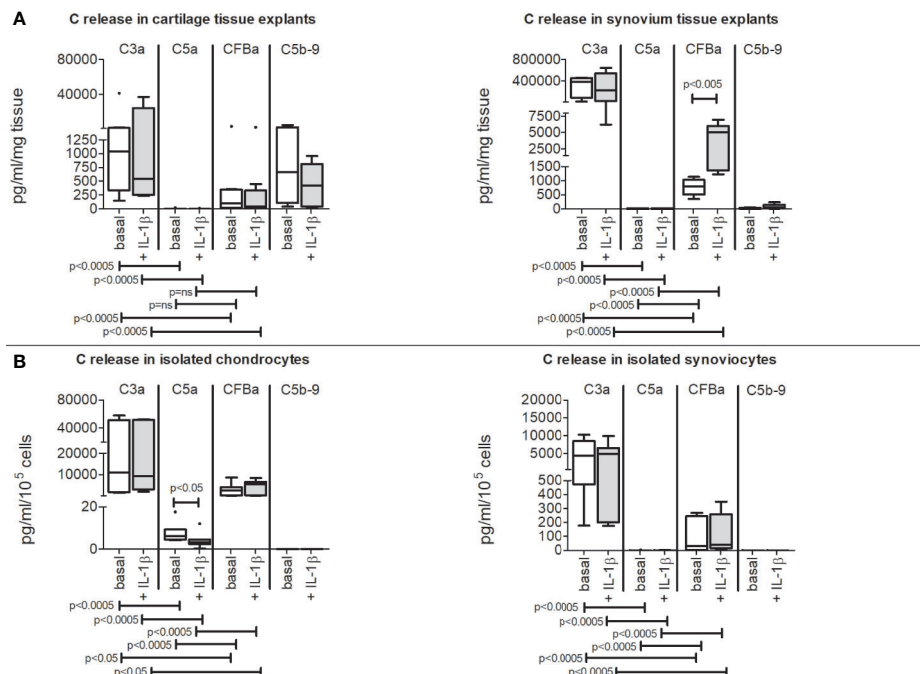 A
C release in cartilage tissue explants
C3a C5a CFBa C5b-9
pg/ml/mg tissue
80000
40000
1250
1000
750
500
250
0
basal + IL-1β basal + IL-1β basal + IL-1β basal + IL-1β
p<0.0005
p<0.0005
p=ns
p=ns
p<0.0005
p<0.0005
C release in synovium tissue explants
C3a C5a CFBa C5b-9
p<0.005
pg/ml/mg tissue
400000
7500
5000
2500
1500
1000
500
0
basal + IL-1β basal + IL-1β basal + IL-1β basal + IL-1β
p<0.0005
p<0.0005
p<0.0005
p<0.0005
p<0.0005
p<0.0005
B
C release in isolated chondrocytes
C3a C5a CFBa C5b-9
p<0.05
pg/ml/10⁵ cells
80000
40000
20000
10000
20
0
basal + IL-1β basal + IL-1β basal + IL-1β basal + IL-1β
p<0.0005
p<0.0005
p<0.0005
p<0.0005
p<0.05
p<0.05
C release in isolated synoviocytes
C3a C5a CFBa C5b-9
pg/ml/10⁵ cells
20000
15000
10000
5000
500
400
300
200
100
0
basal + IL-1β basal + IL-1β basal + IL-1β basal + IL-1β
p<0.0005
p<0.0005
p<0.0005
p<0.0005
p<0.0005
p<0.0005